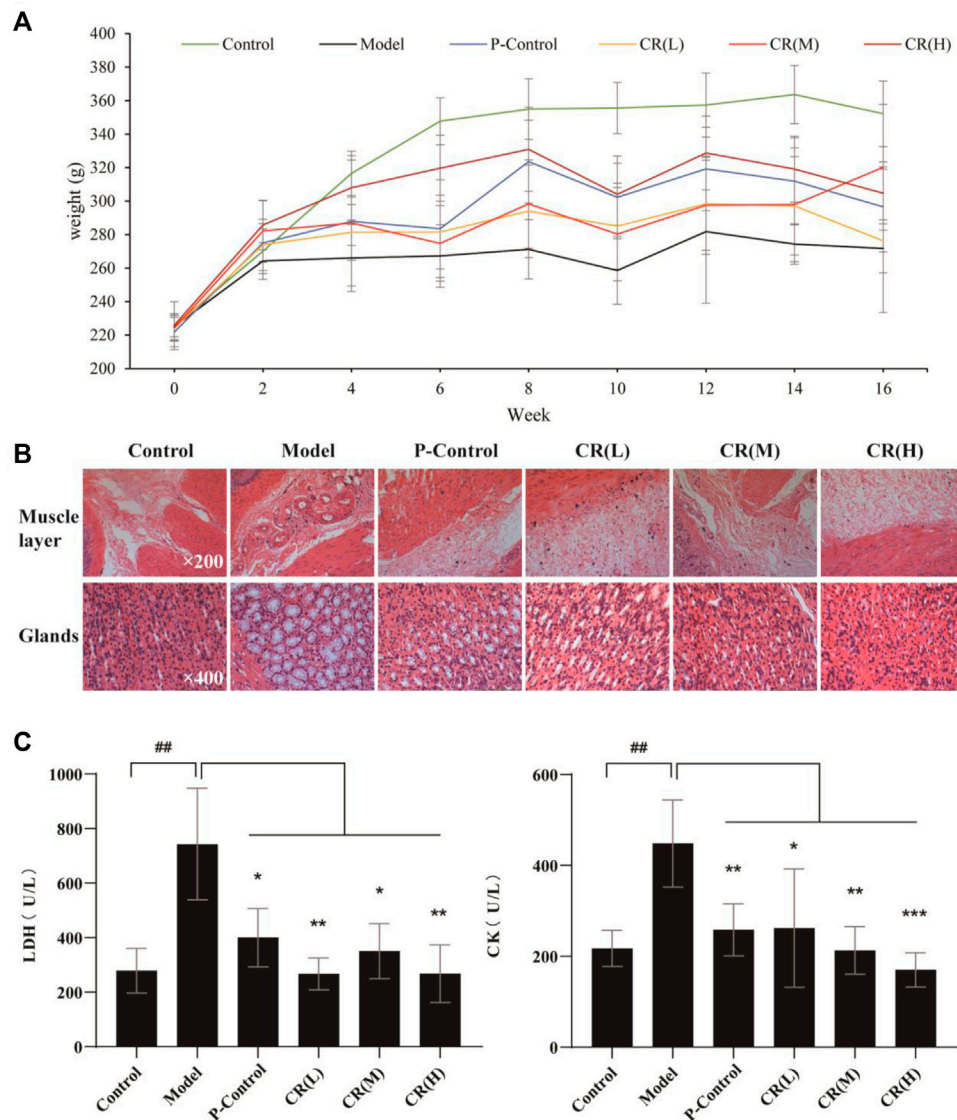 A
Control Model P-Control CR(L) CR(M) CR(H)
400
380
360
340
320
300
280
260
240
220
200
weight (g)
0 2 4 6 8 10 12 14 16
Week
B
Control Model P-Control CR(L) CR(M) CR(H)
Muscle
layer
×200
Glands
×400
C
##
1000
800
600
400
200
0
LDH ( U/L)
* ** * **
Control Model P-Control CR(L) CR(M) CR(H)
##
600
400
200
0
CK ( U/L)
** * ** ***
Control Model P-Control CR(L) CR(M) CR(H)